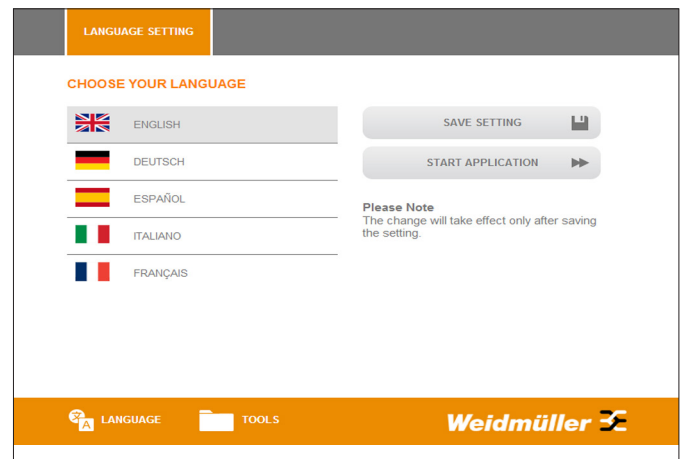 LANGUAGE SETTING
CHOOSE YOUR LANGUAGE
ENGLISH
DEUTSCH
ESPAÑOL
ITALIANO
FRANÇAIS
SAVE SETTING
START APPLICATION
Please Note
The change will take effect only after saving
the setting.
LANGUAGE
TOOLS
Weidmüller